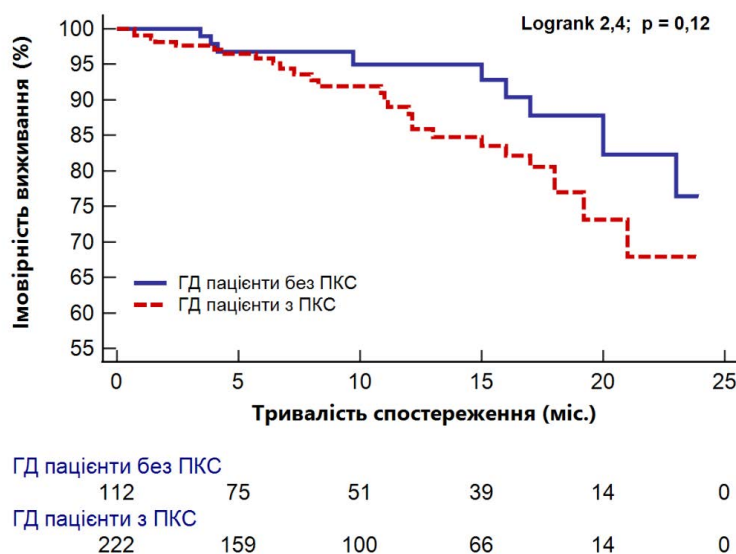 Logrank 2,4; p = 0,12
Імовірність виживання (%)
100
95
90
85
80
75
70
65
60
55
ГД пацієнти без ПКС
ГД пацієнти з ПКС
0 5 10 15 20 25
Тривалість спостереження (міс.)
ГД пацієнти без ПКС
112 75 51 39 14 0
ГД пацієнти з ПКС
222 159 100 66 14 0